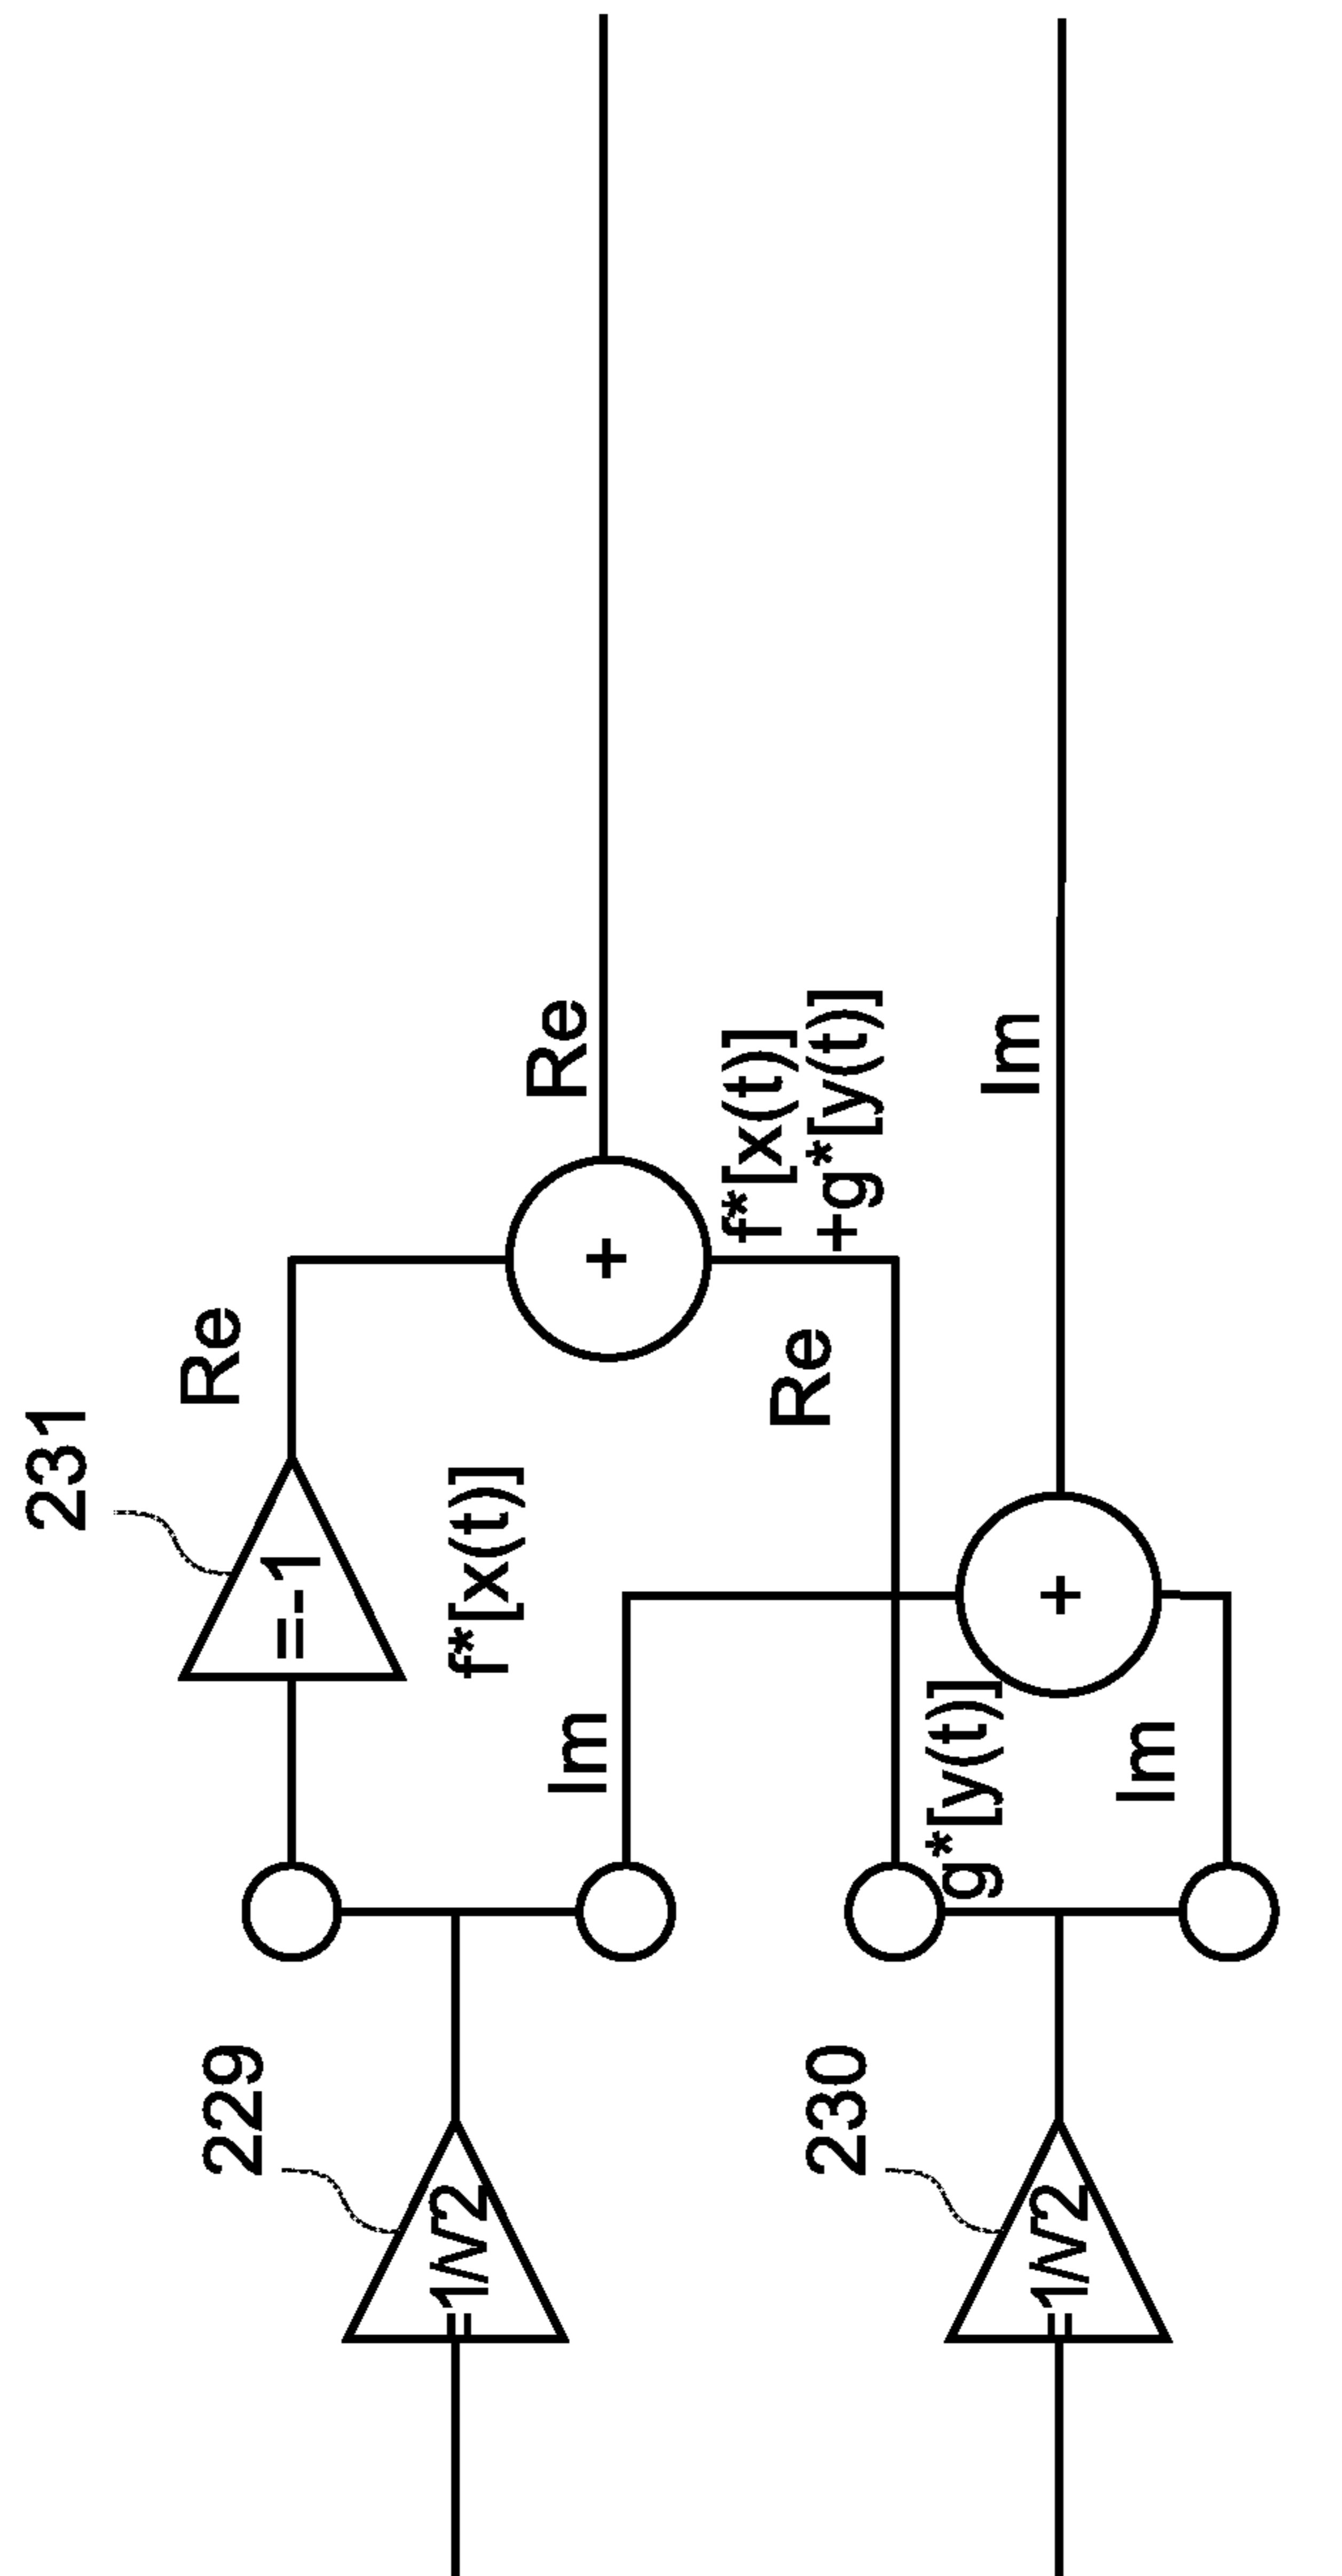 229
=1/√2
230
=1/√2
231
=-1
Re
f*[x(t)]
Im
g*[y(t)]
Im
Re
f*[x(t)]
+g*[y(t)]
+
+
Re
Im